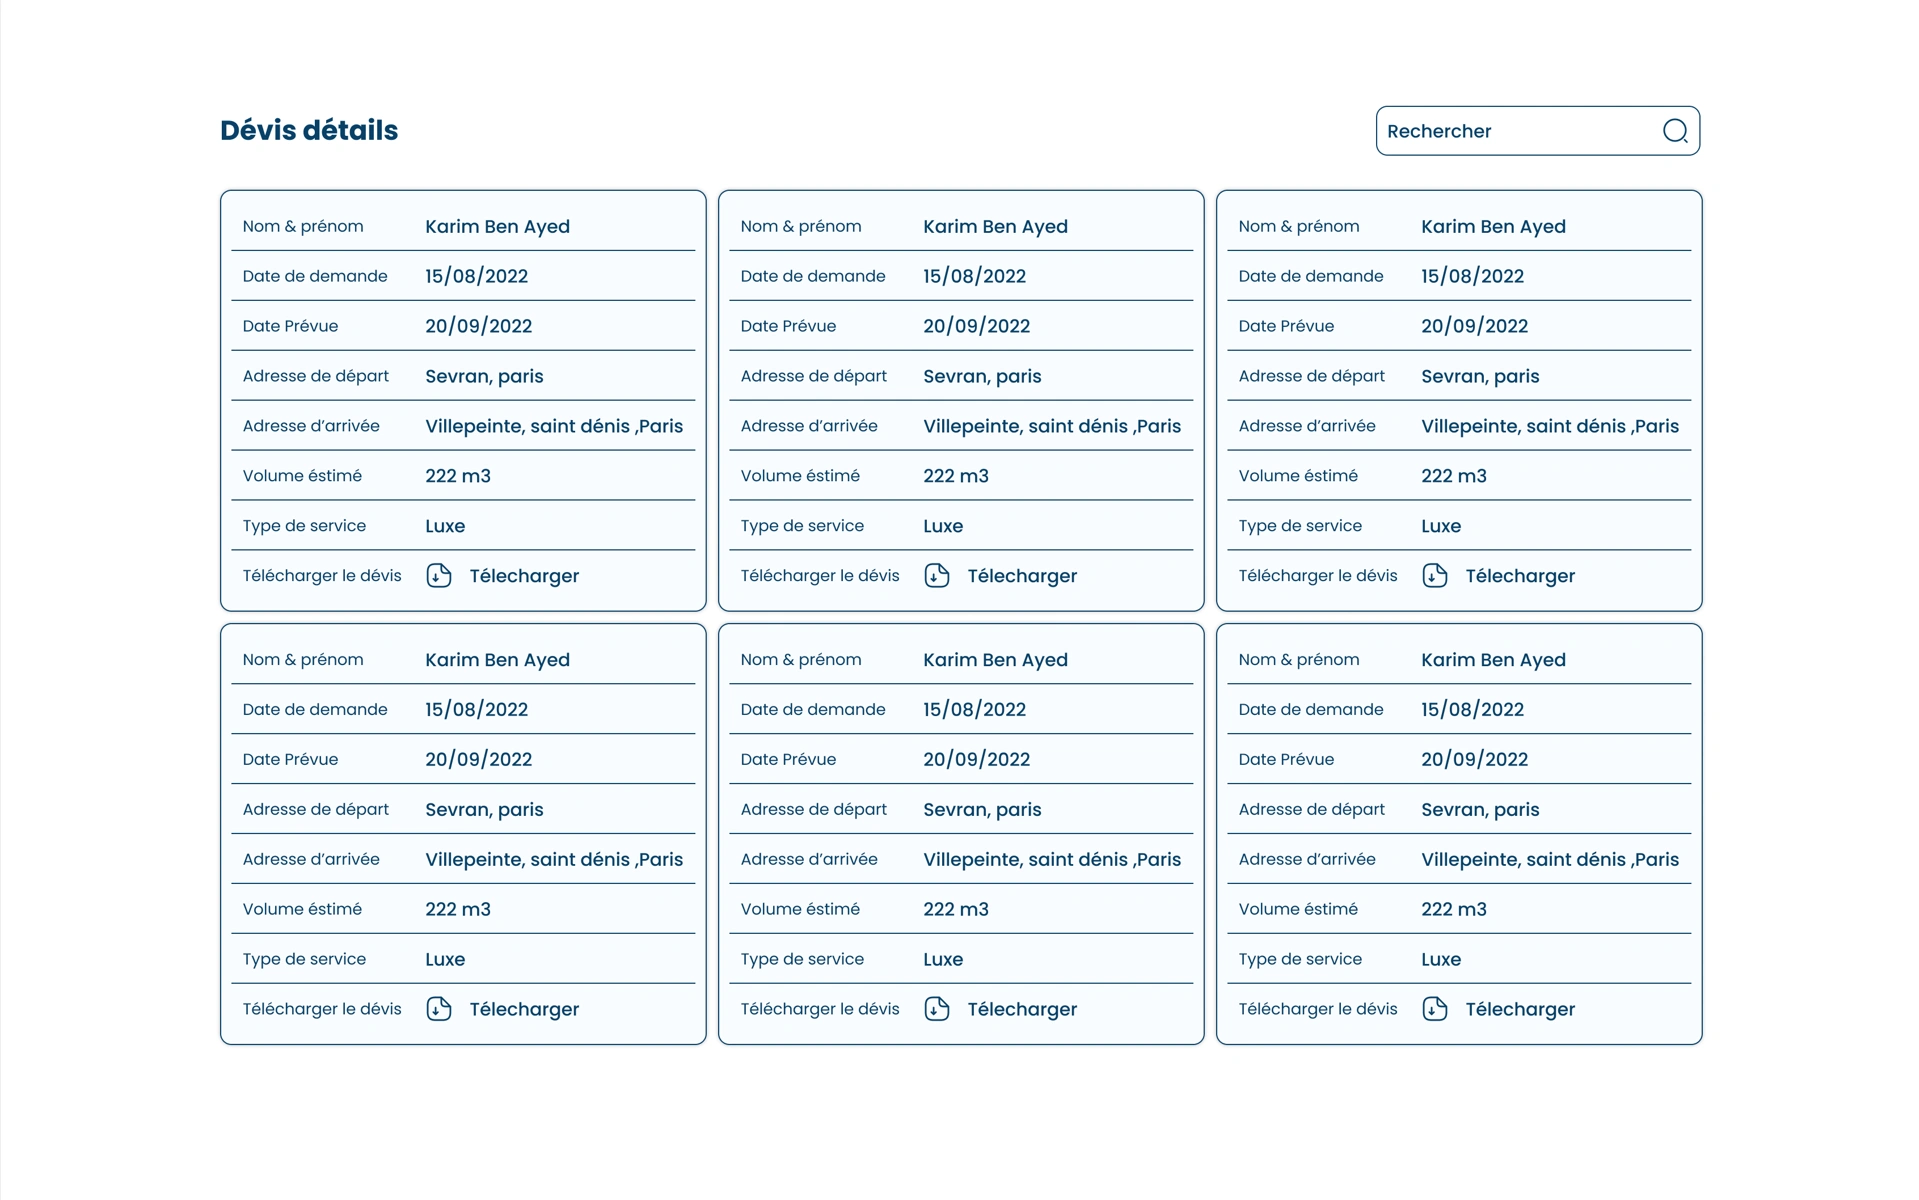 Dévis détails
Rechercher
Nom & prénom Karim Ben Ayed
Date de demande 15/08/2022
Date Prévue 20/09/2022
Adresse de départ Sevran, paris
Adresse d’arrivée Villepeinte, saint dénis ,Paris
Volume éstimé 222 m3
Type de service Luxe
Télécharger le dévis Télecharger
Nom & prénom Karim Ben Ayed
Date de demande 15/08/2022
Date Prévue 20/09/2022
Adresse de départ Sevran, paris
Adresse d’arrivée Villepeinte, saint dénis ,Paris
Volume éstimé 222 m3
Type de service Luxe
Télécharger le dévis Télecharger
Nom & prénom Karim Ben Ayed
Date de demande 15/08/2022
Date Prévue 20/09/2022
Adresse de départ Sevran, paris
Adresse d’arrivée Villepeinte, saint dénis ,Paris
Volume éstimé 222 m3
Type de service Luxe
Télécharger le dévis Télecharger
Nom & prénom Karim Ben Ayed
Date de demande 15/08/2022
Date Prévue 20/09/2022
Adresse de départ Sevran, paris
Adresse d’arrivée Villepeinte, saint dénis ,Paris
Volume éstimé 222 m3
Type de service Luxe
Télécharger le dévis Télecharger
Nom & prénom Karim Ben Ayed
Date de demande 15/08/2022
Date Prévue 20/09/2022
Adresse de départ Sevran, paris
Adresse d’arrivée Villepeinte, saint dénis ,Paris
Volume éstimé 222 m3
Type de service Luxe
Télécharger le dévis Télecharger
Nom & prénom Karim Ben Ayed
Date de demande 15/08/2022
Date Prévue 20/09/2022
Adresse de départ Sevran, paris
Adresse d’arrivée Villepeinte, saint dénis ,Paris
Volume éstimé 222 m3
Type de service Luxe
Télécharger le dévis Télecharger